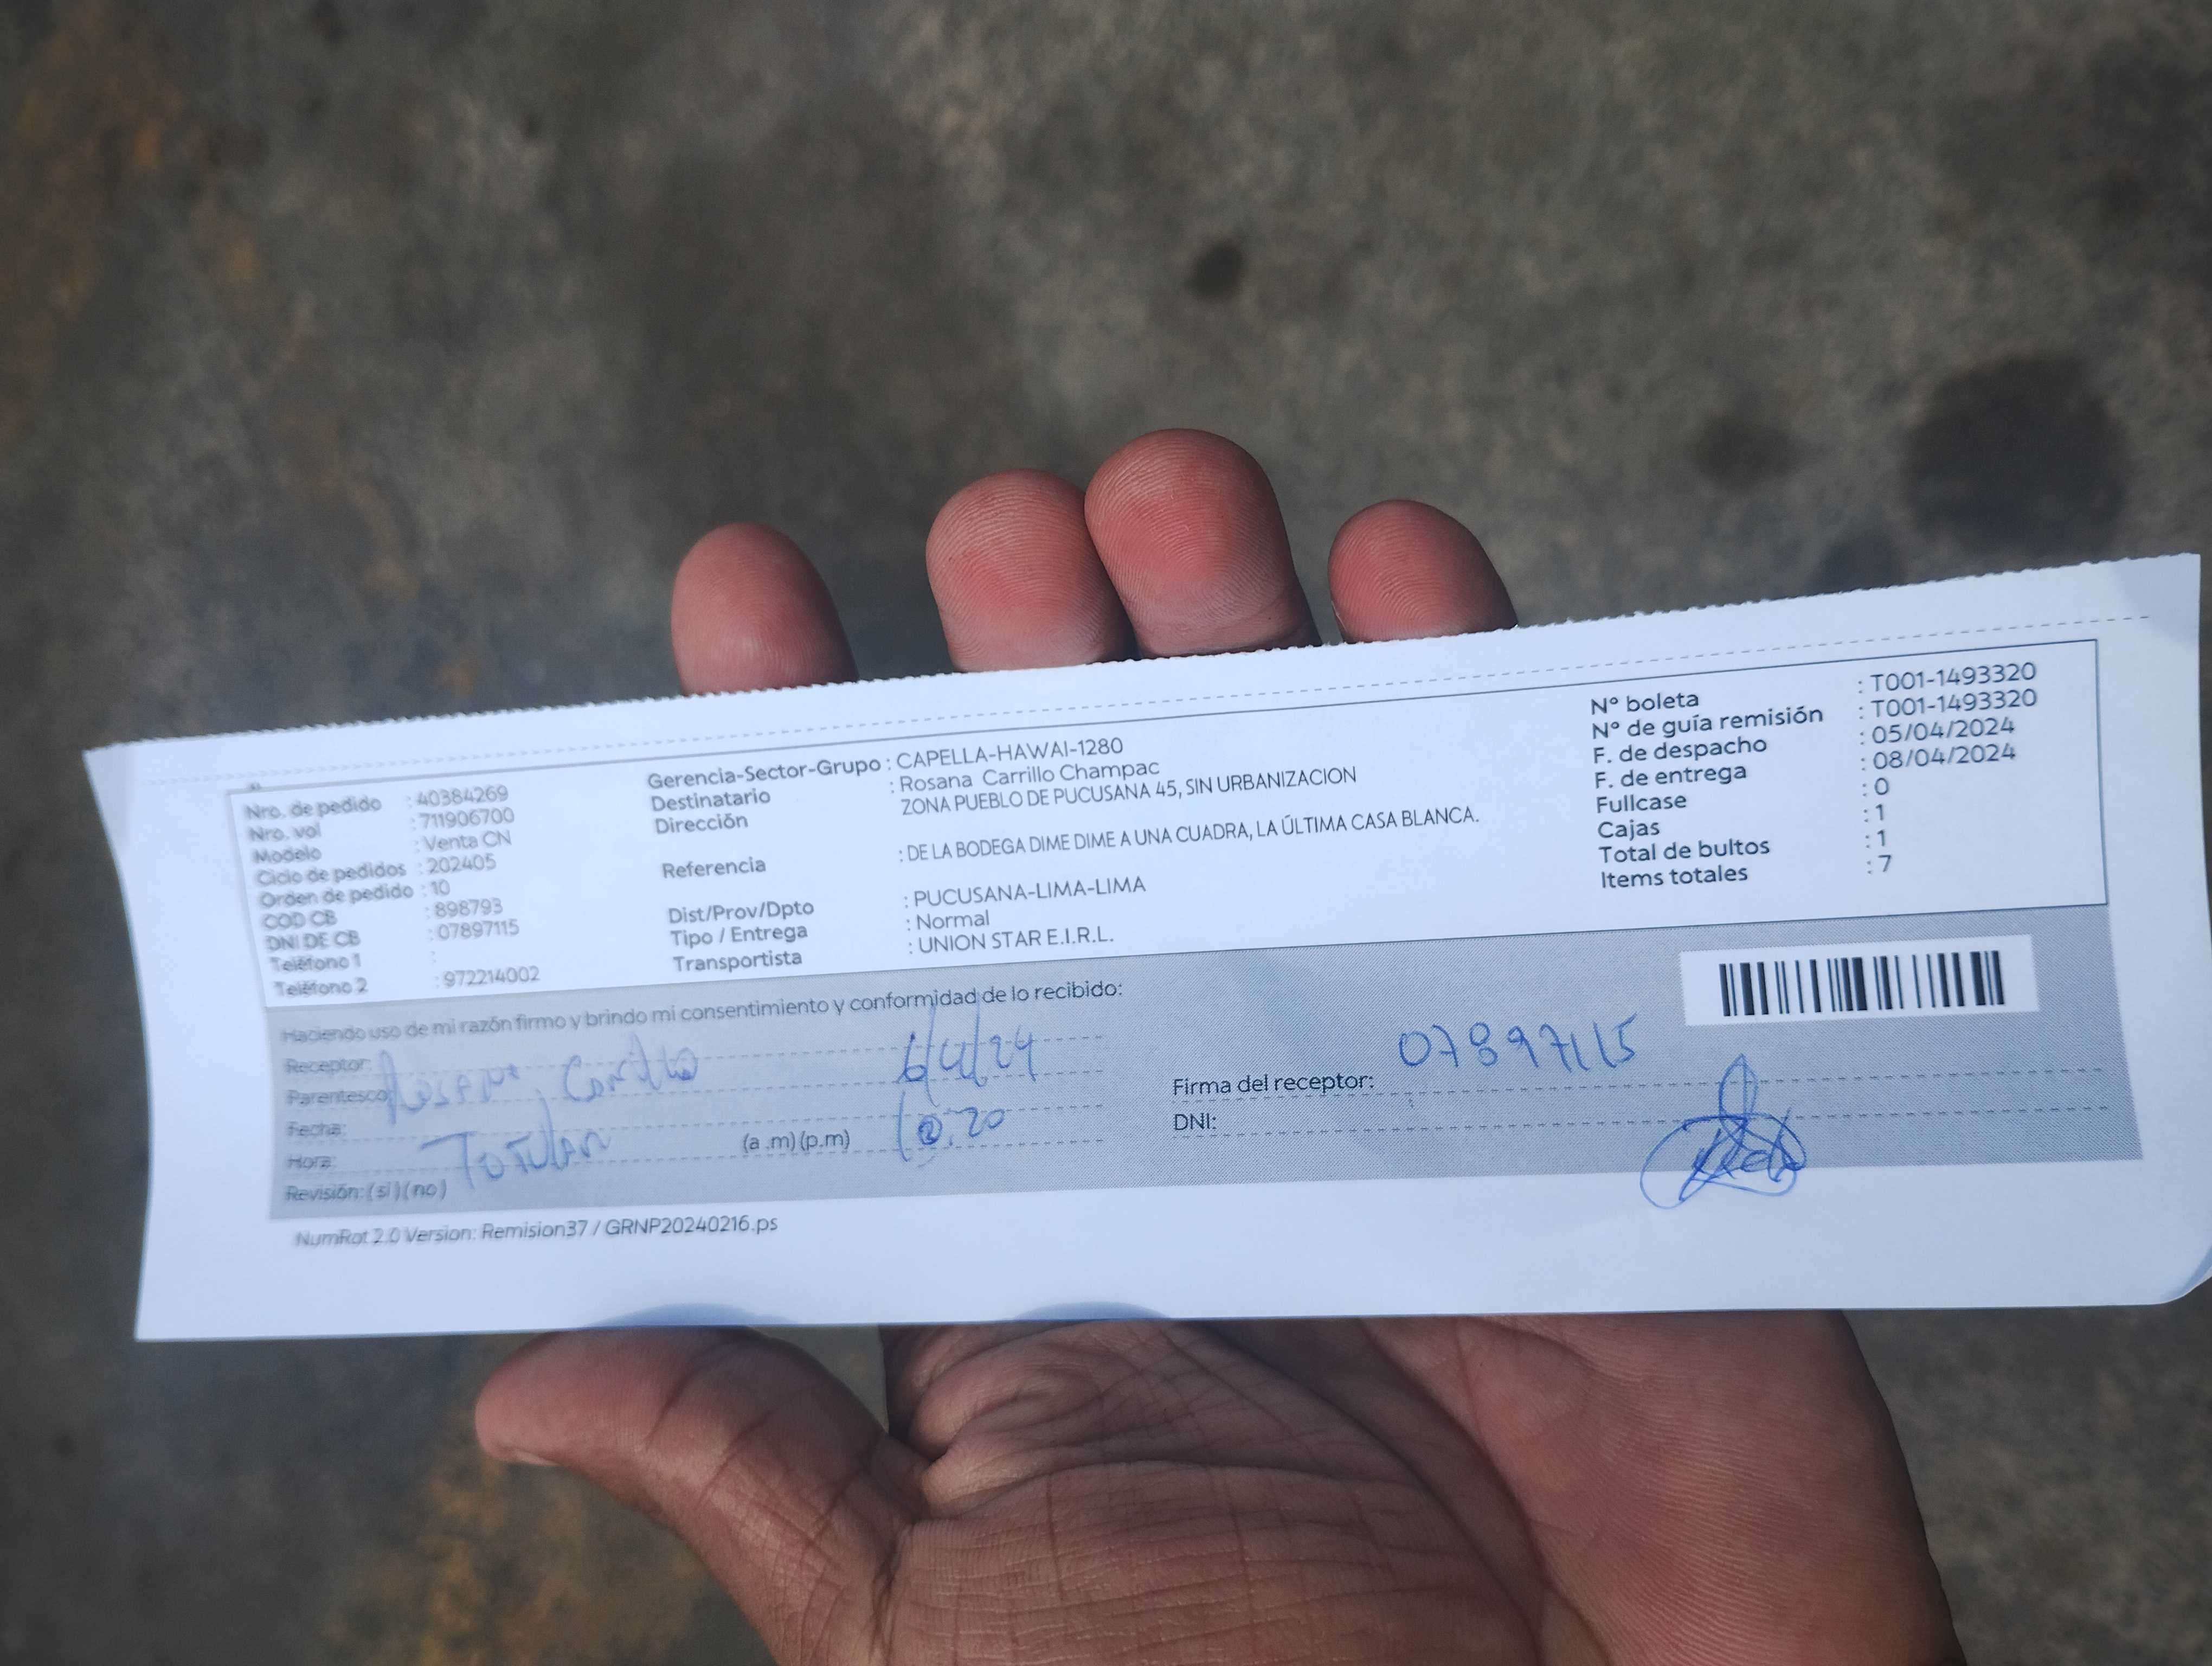 Nro. de pedido : 40384269
Nro. vol : 711906700
Modelo : Venta CN
Ciclo de pedidos : 202405
Orden de pedido : 10
COD CB : 898793
DNI DE CB : 07897115
Teléfono 1 :
Teléfono 2 : 972214002
Gerencia-Sector-Grupo : CAPELLA-HAWAI-1280
Destinatario : Rosana Carrillo Champac
Dirección ZONA PUEBLO DE PUCUSANA 45, SIN URBANIZACION
Referencia : DE LA BODEGA DIME DIME A UNA CUADRA, LA ÚLTIMA CASA BLANCA.
Dist/Prov/Dpto : PUCUSANA-LIMA-LIMA
Tipo / Entrega : Normal
Transportista : UNION STAR E.I.R.L.
N° boleta : T001-1493320
N° de guía remisión : T001-1493320
F. de despacho : 05/04/2024
F. de entrega : 08/04/2024
Fullcase : 0
Cajas : 1
Total de bultos : 1
Items totales : 7
Haciendo uso de mi razón firmo y brindo mi consentimiento y conformidad de lo recibido:
Receptor:
Parentesco:
Fecha: 6/4/24
Hora: (a .m) (p.m) 10:20
Revisión: (si) (no)
07897115
Firma del receptor:
DNI:
NumRot 2.0 Version: Remision37 / GRNP20240216.ps